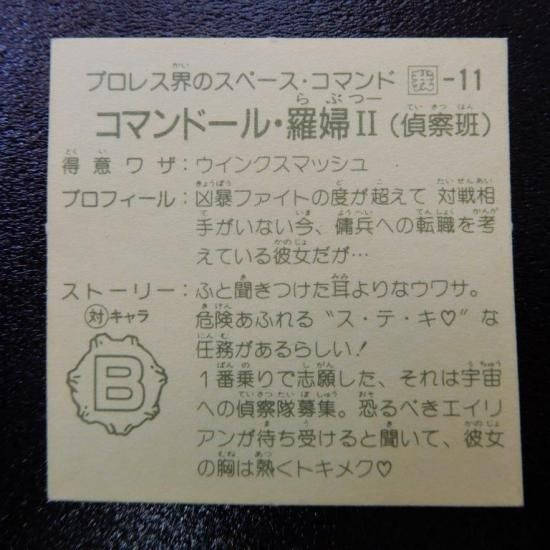 プロレス界のスペース・コマンド -11
コマンドール・羅婦II(偵察班)
得意ワザ:ウインクスマッシュ
プロフィール:凶暴ファイトの度が超えて 対戦相
手がいない今、傭兵への転職を考
えている彼女だが…
ストーリー:ふと聞きつけた耳よりなウワサ。
対キャラ
B
危険あふれる〝ス・テ・キ♡〟な
任務があるらしい!
1番乗りで志願した、それは宇宙
への偵察隊募集。恐るべきエイリ
アンが待ち受けると聞いて、彼女
の胸は熱くトキメク♡